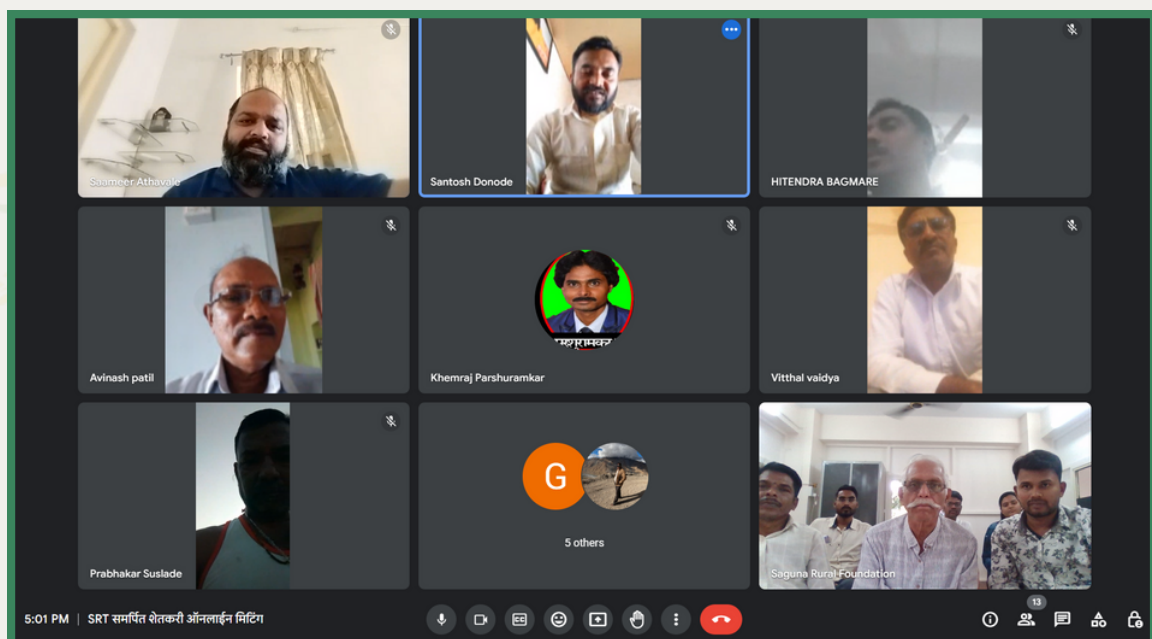 Saameer Athavale
Santosh Donode
HITENDRA BAGMARE
Avinash patil
Khemraj Parshuramkar
Vitthal vaidya
Prabhakar Suslade
G
5 others
Saguna Rural Foundation
13
5:01 PM | SRT समर्पित शेतकरी ऑनलाईन मिटिंग
CC